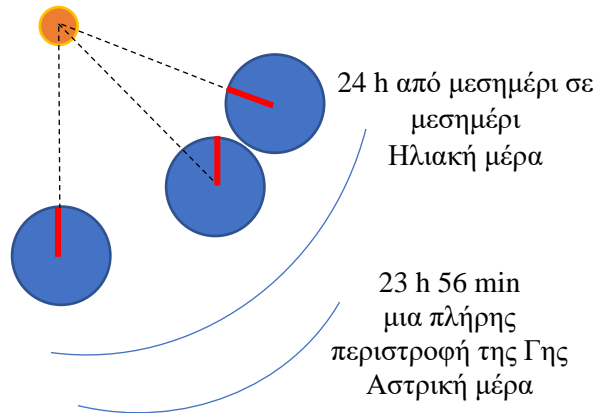 24 h από μεσημέρι σε
μεσημέρι
Ηλιακή μέρα
23 h 56 min
μια πλήρης
περιστροφή της Γης
Αστρική μέρα